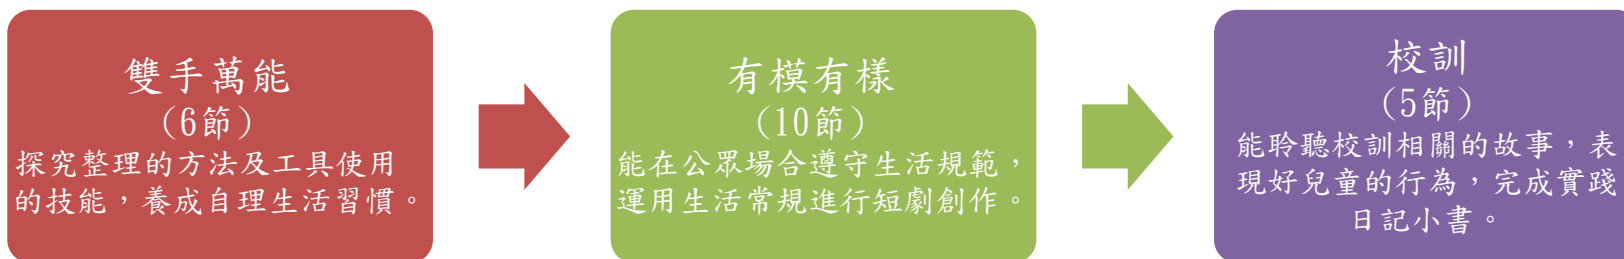 雙手萬能
(6節)
探究整理的方法及工具使用
的技能，養成自理生活習慣。
有模有樣
(10節)
能在公眾場合遵守生活規範，
運用生活常規進行短劇創作。
校訓
(5節)
能聆聽校訓相關的故事，表
現好兒童的行為，完成實踐
日記小書。